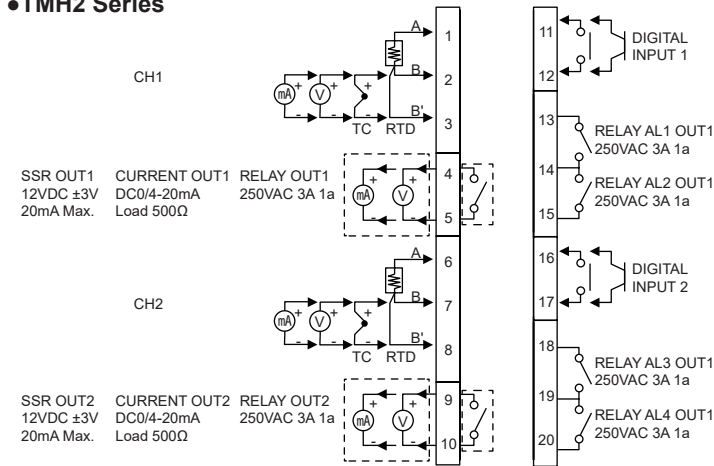 ●TMH2 Series
CH1
A
B
B'
mA + -
V + -
+ -
TC RTD
1
2
3
SSR OUT1
12VDC ±3V
20mA Max.
CURRENT OUT1
DC0/4-20mA
Load 500Ω
RELAY OUT1
250VAC 3A 1a
mA + -
V + -
4
5
CH2
A
B
B'
mA + -
V + -
+ -
TC RTD
6
7
8
SSR OUT2
12VDC ±3V
20mA Max.
CURRENT OUT2
DC0/4-20mA
Load 500Ω
RELAY OUT2
250VAC 3A 1a
mA + -
V + -
9
10
11
12
DIGITAL
INPUT 1
13
14
15
RELAY AL1 OUT1
250VAC 3A 1a
RELAY AL2 OUT1
250VAC 3A 1a
16
17
DIGITAL
INPUT 2
18
19
20
RELAY AL3 OUT1
250VAC 3A 1a
RELAY AL4 OUT1
250VAC 3A 1a